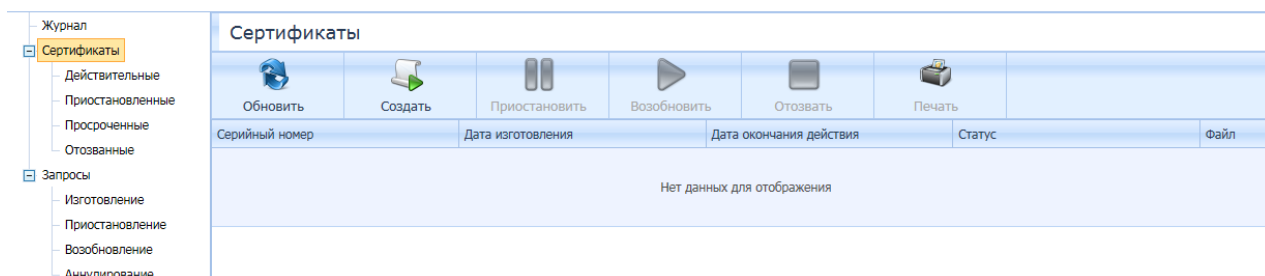 Журнал
Сертификаты
Действительные
Приостановленные
Просроченные
Отозванные
Запросы
Изготовление
Приостановление
Возобновление
Аннулирование
Сертификаты
Обновить Создать Приостановить Возобновить Отозвать Печать
Серийный номер Дата изготовления Дата окончания действия Статус Файл
Нет данных для отображения